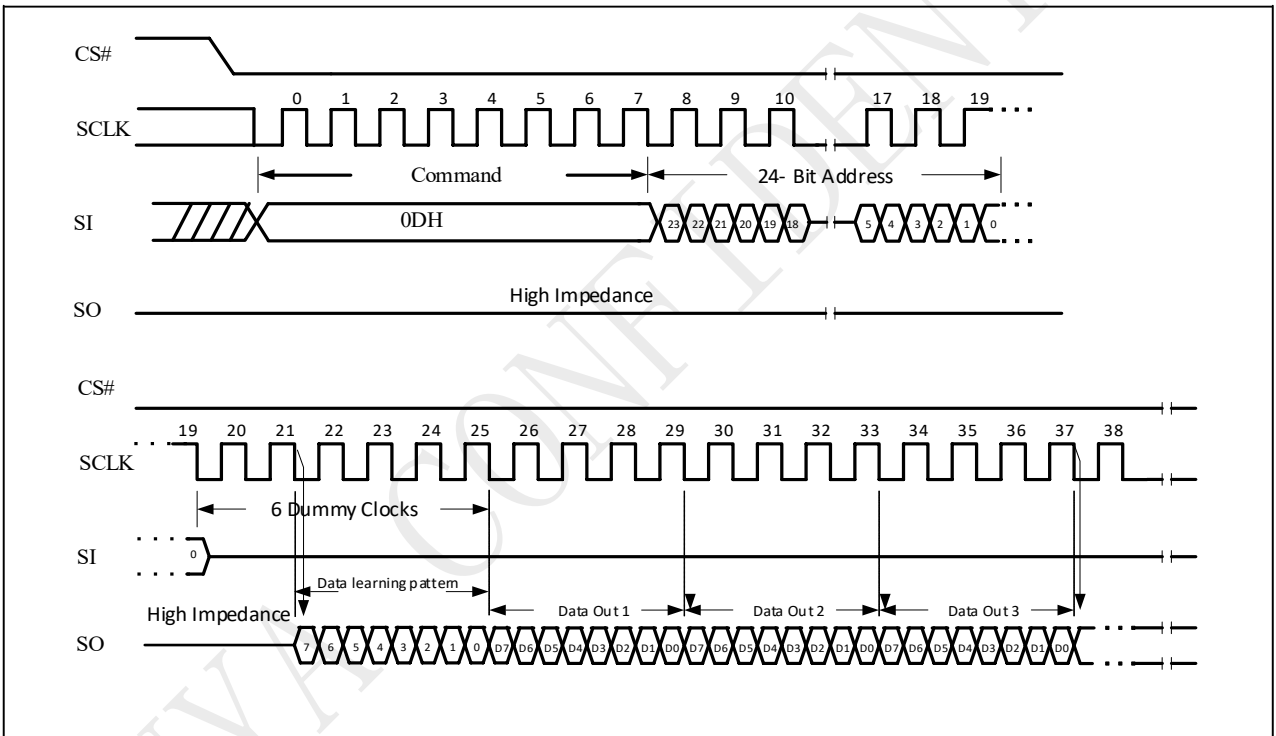 CS#
0 1 2 3 4 5 6 7 8 9 10 17 18 19
SCLK
Command 24- Bit Address
SI 0DH 23 22 21 20 19 18 5 4 3 2 1 0
High Impedance
SO
CS#
19 20 21 22 23 24 25 26 27 28 29 30 31 32 33 34 35 36 37 38
SCLK
6 Dummy Clocks
SI 0
Data learning pattern
High Impedance Data Out 1 Data Out 2 Data Out 3
SO 7 6 5 4 3 2 1 0 D7 D6 D5 D4 D3 D2 D1 D0 D7 D6 D5 D4 D3 D2 D1 D0 D7 D6 D5 D4 D3 D2 D1 D0